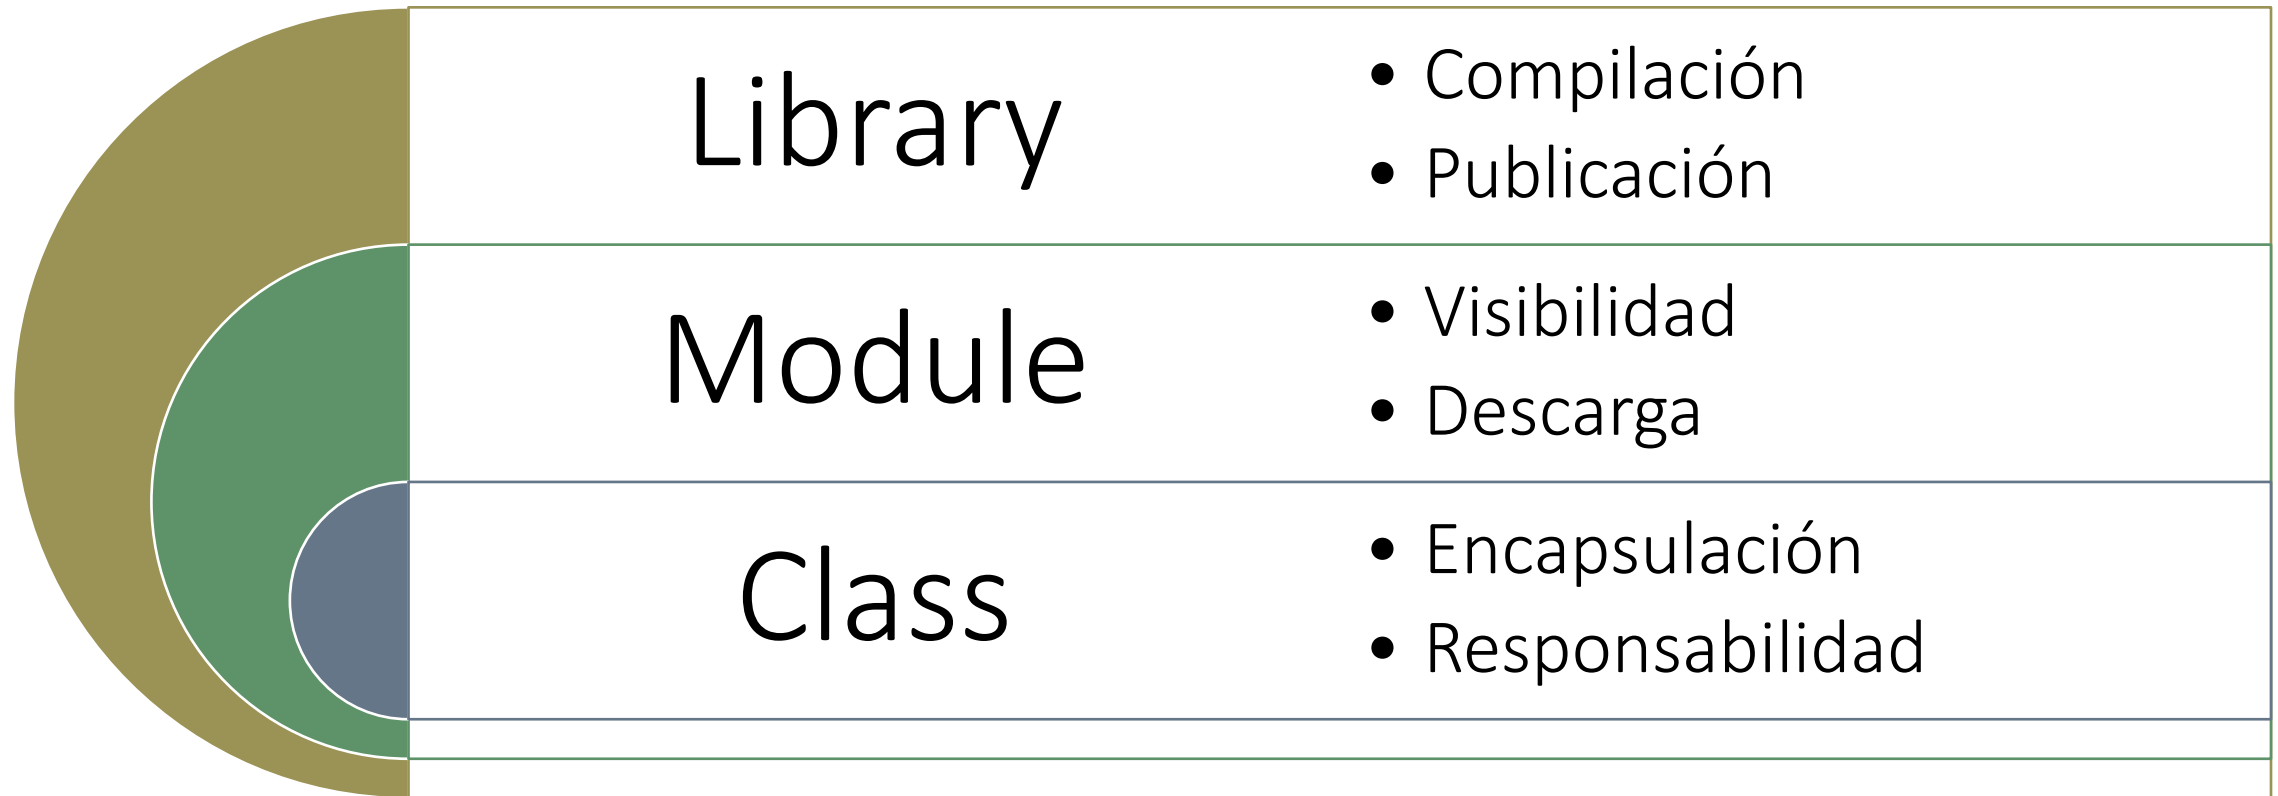 Library
• Compilación
• Publicación
Module
• Visibilidad
• Descarga
Class
• Encapsulación
• Responsabilidad